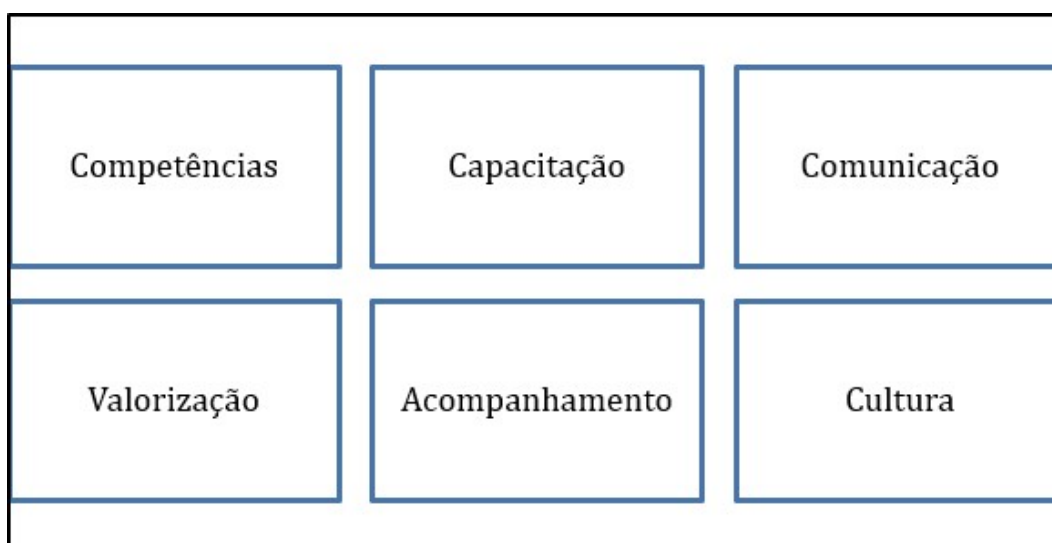 Competências
Capacitação
Comunicação
Valorização
Acompanhamento
Cultura